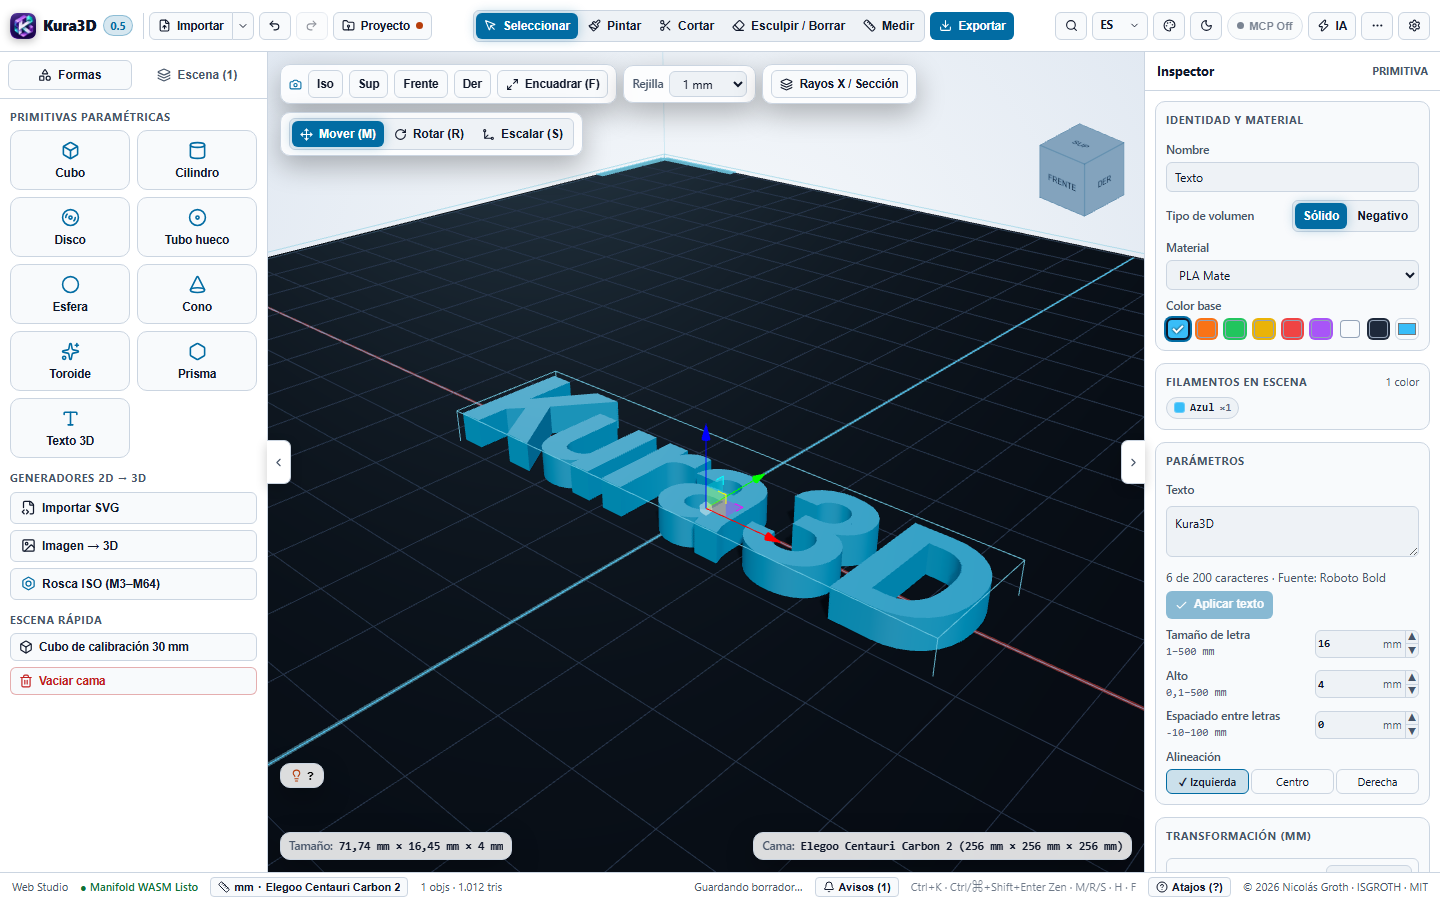 Kura3D 0.5 Importar Proyecto Seleccionar Pintar Cortar Esculpir / Borrar Medir Exportar ES MCP Off IA
Formas Escena (1)
PRIMITIVAS PARAMÉTRICAS
Cubo Cilindro
Disco Tubo hueco
Esfera Cono
Toroide Prisma
Texto 3D
GENERADORES 2D → 3D
Importar SVG
Imagen → 3D
Rosca ISO (M3–M64)
ESCENA RÁPIDA
Cubo de calibración 30 mm
Vaciar cama
Iso Sup Frente Der Encuadrar (F) Rejilla 1 mm Rayos X / Sección
Mover (M) Rotar (R) Escalar (S)
SUP
FRENTE DER
Kura3D
?
Tamaño: 71,74 mm × 16,45 mm × 4 mm
Cama: Elegoo Centauri Carbon 2 (256 mm × 256 mm × 256 mm)
Inspector PRIMITIVA
IDENTIDAD Y MATERIAL
Nombre
Texto
Tipo de volumen Sólido Negativo
Material
PLA Mate
Color base
FILAMENTOS EN ESCENA 1 color
Azul ×1
PARÁMETROS
Texto
Kura3D
6 de 200 caracteres · Fuente: Roboto Bold
Aplicar texto
Tamaño de letra 16 mm
1–500 mm
Alto 4 mm
0,1–500 mm
Espaciado entre letras 0 mm
-10–100 mm
Alineación
✓ Izquierda Centro Derecha
TRANSFORMACIÓN (MM)
Web Studio ● Manifold WASM Listo mm · Elegoo Centauri Carbon 2 1 objs · 1.012 tris Guardando borrador... Avisos (1) Ctrl+K · Ctrl/⌘+Shift+Enter Zen · M/R/S · H · F Atajos (?) © 2026 Nicolás Groth · ISGROTH · MIT